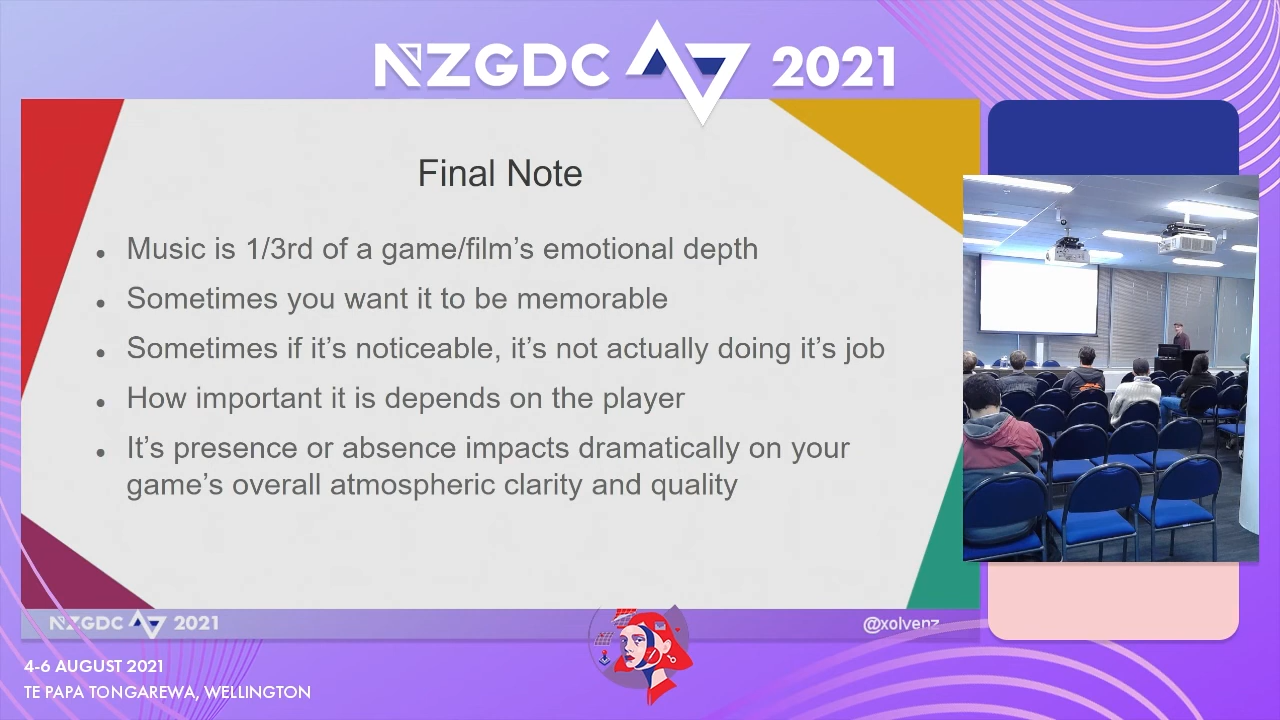 NZGDC 2021
Final Note
• Music is 1/3rd of a game/film’s emotional depth
• Sometimes you want it to be memorable
• Sometimes if it’s noticeable, it’s not actually doing it’s job
• How important it is depends on the player
• It’s presence or absence impacts dramatically on your
game’s overall atmospheric clarity and quality
NZGDC 2021
@xolvenz
4-6 AUGUST 2021
TE PAPA TONGAREWA, WELLINGTON